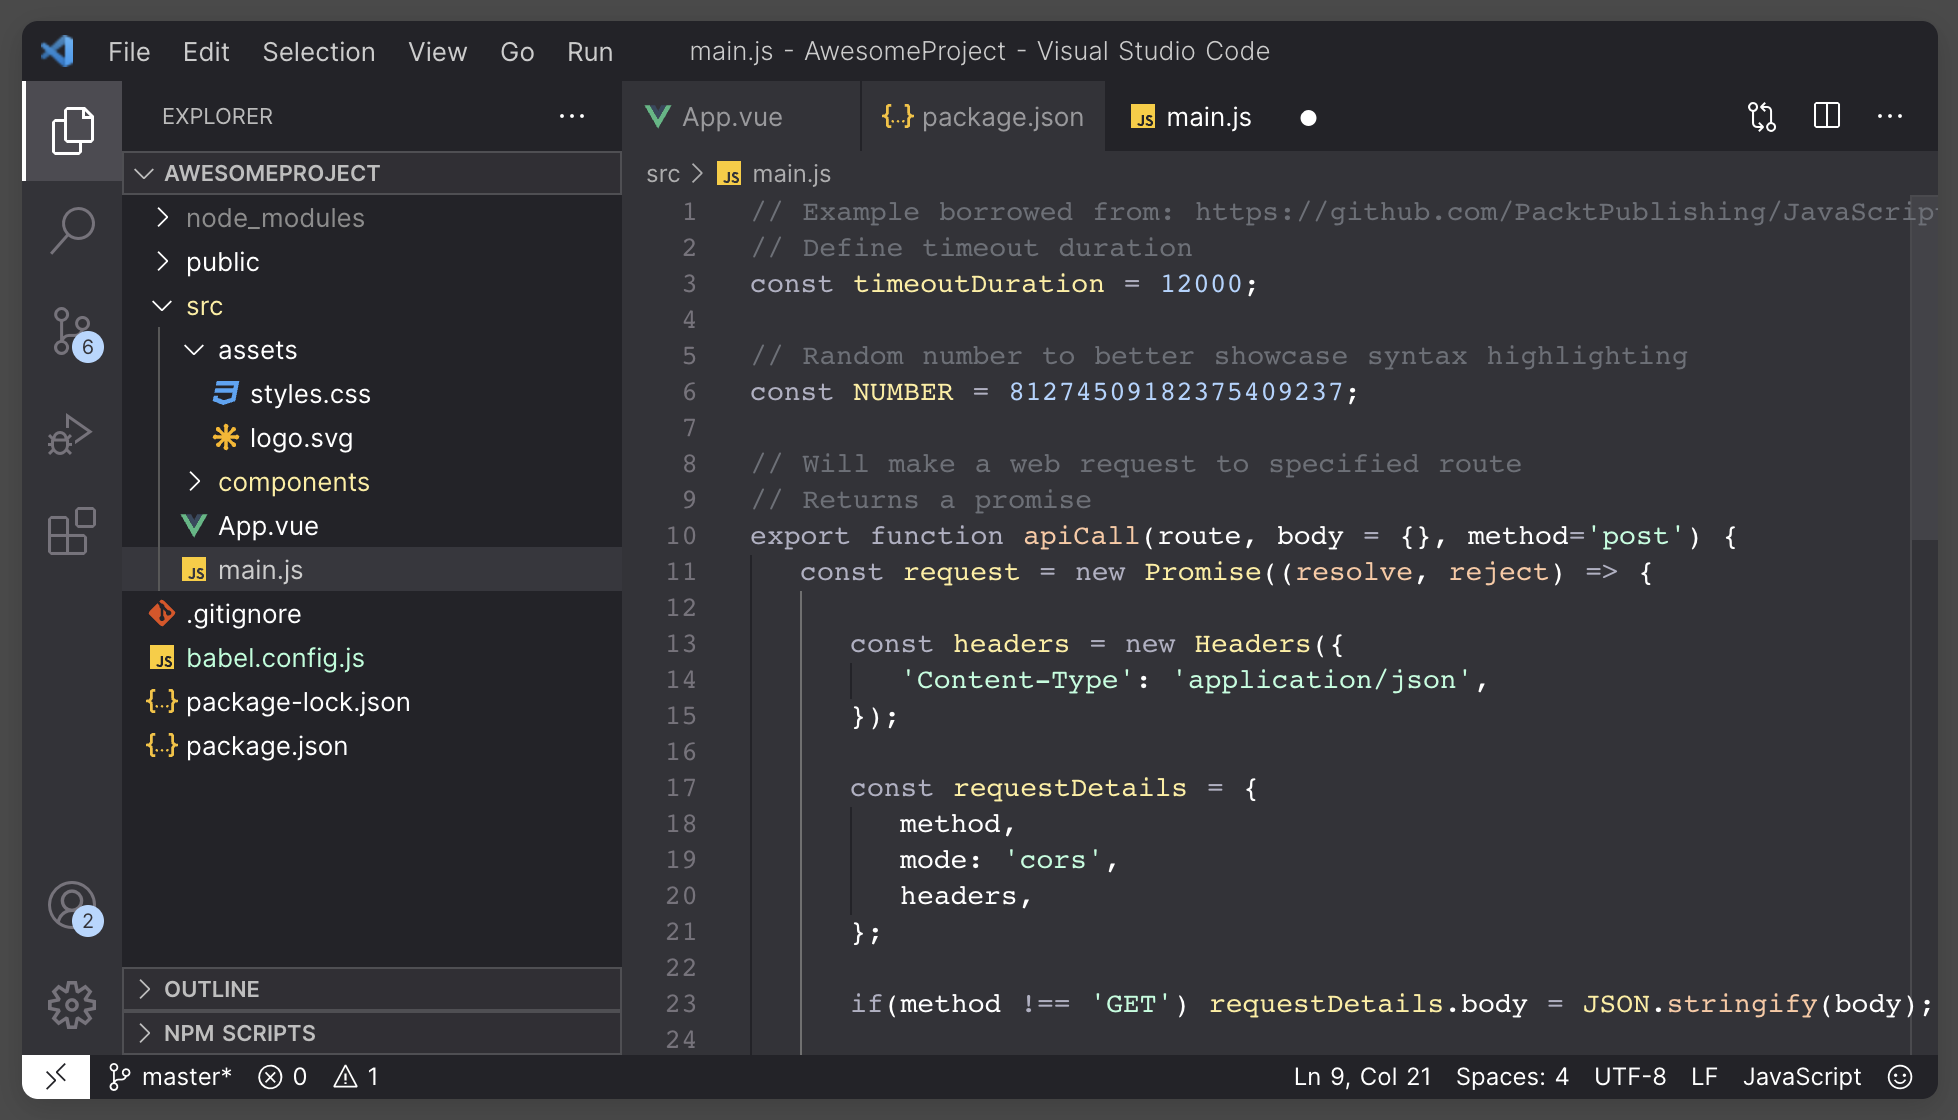 File Edit Selection View Go Run main.js - AwesomeProject - Visual Studio Code
EXPLORER ...
AWESOMEPROJECT
node_modules
public
src
assets
styles.css
logo.svg
components
App.vue
JS main.js
.gitignore
JS babel.config.js
{...} package-lock.json
{...} package.json
OUTLINE
NPM SCRIPTS
6
2
App.vue {...} package.json JS main.js ...
src > JS main.js
1 // Example borrowed from: https://github.com/PacktPublishing/JavaScrip
2 // Define timeout duration
3 const timeoutDuration = 12000;
4
5 // Random number to better showcase syntax highlighting
6 const NUMBER = 81274509182375409237;
7
8 // Will make a web request to specified route
9 // Returns a promise
10 export function apiCall(route, body = {}, method='post') {
11 const request = new Promise((resolve, reject) => {
12
13 const headers = new Headers({
14 'Content-Type': 'application/json',
15 });
16
17 const requestDetails = {
18 method,
19 mode: 'cors',
20 headers,
21 };
22
23 if(method !== 'GET') requestDetails.body = JSON.stringify(body);
24
master* 0 1 Ln 9, Col 21 Spaces: 4 UTF-8 LF JavaScript